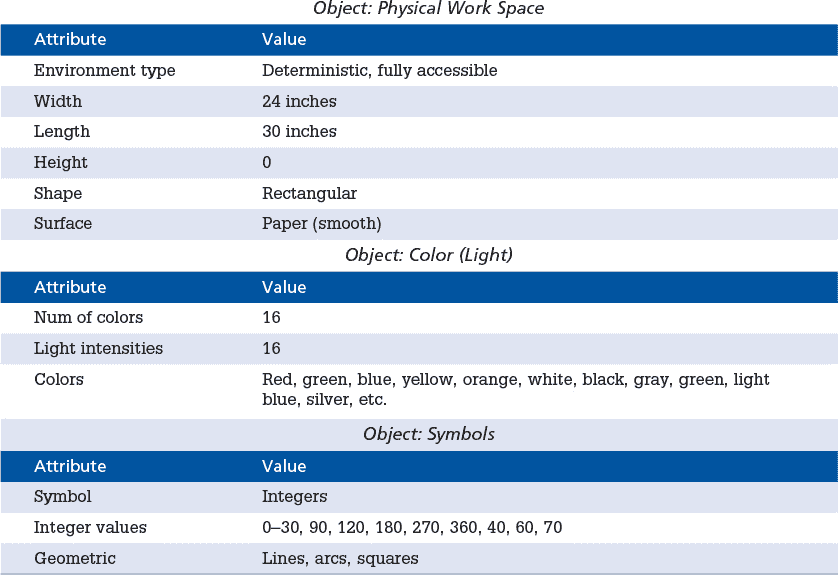 Object: Physical Work Space
Attribute Value
Environment type Deterministic, fully accessible
Width 24 inches
Length 30 inches
Height 0
Shape Rectangular
Surface Paper (smooth)
Object: Color (Light)
Attribute Value
Num of colors 16
Light intensities 16
Colors Red, green, blue, yellow, orange, white, black, gray, green, light
blue, silver, etc.
Object: Symbols
Attribute Value
Symbol Integers
Integer values 0–30, 90, 120, 180, 270, 360, 40, 60, 70
Geometric Lines, arcs, squares